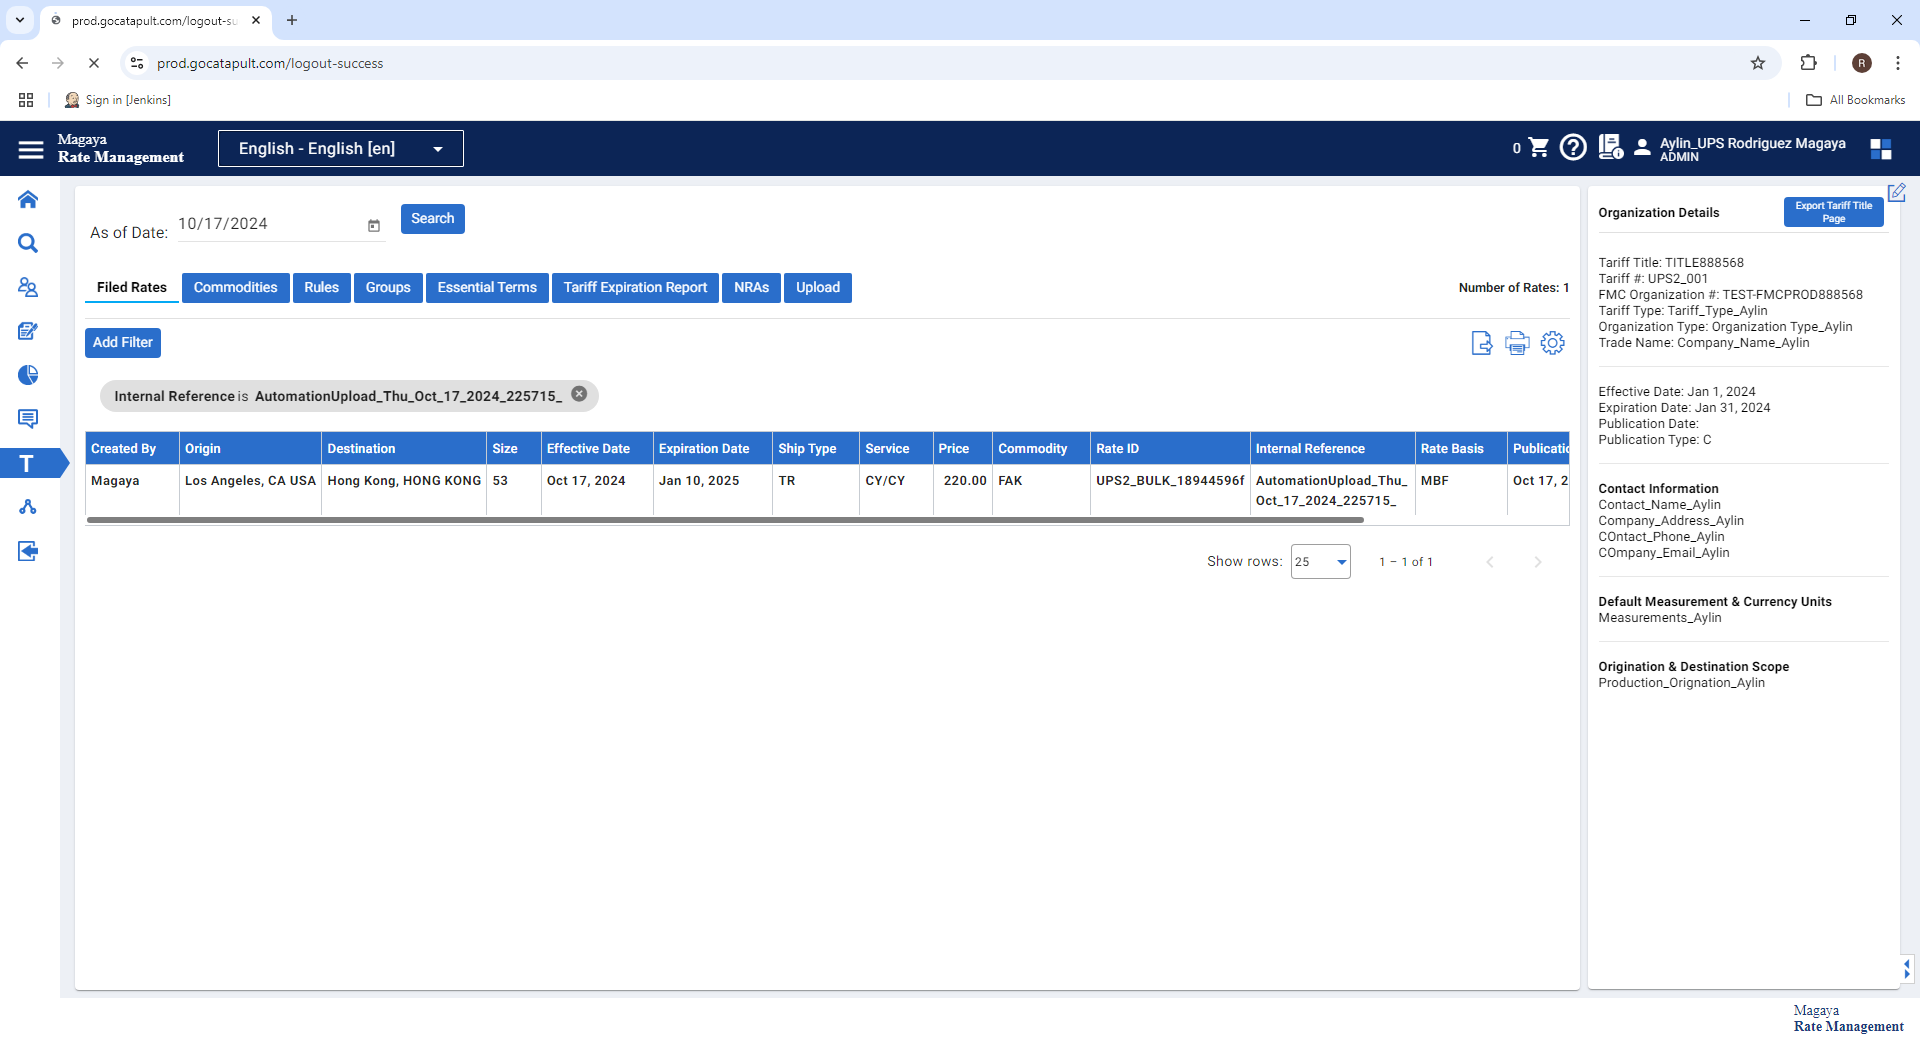 prod.gocatapult.com/logout-su
prod.gocatapult.com/logout-success
R
Sign in [Jenkins]
All Bookmarks
Magaya
Rate Management
English - English [en]
0
Aylin_UPS Rodriguez Magaya
ADMIN
As of Date:
10/17/2024
Search
Filed Rates
Commodities
Rules
Groups
Essential Terms
Tariff Expiration Report
NRAs
Upload
Number of Rates: 1
Add Filter
Internal Reference is AutomationUpload_Thu_Oct_17_2024_225715_
Created By Origin Destination Size Effective Date Expiration Date Ship Type Service Price Commodity Rate ID Internal Reference Rate Basis Publicatio
Magaya Los Angeles, CA USA Hong Kong, HONG KONG 53 Oct 17, 2024 Jan 10, 2025 TR CY/CY 220.00 FAK UPS2_BULK_18944596f AutomationUpload_Thu_ MBF Oct 17, 2
Oct_17_2024_225715_
Show rows: 25 1 – 1 of 1
T
Organization Details
Export Tariff Title
Page
Tariff Title: TITLE888568
Tariff #: UPS2_001
FMC Organization #: TEST-FMCPROD888568
Tariff Type: Tariff_Type_Aylin
Organization Type: Organization Type_Aylin
Trade Name: Company_Name_Aylin
Effective Date: Jan 1, 2024
Expiration Date: Jan 31, 2024
Publication Date:
Publication Type: C
Contact Information
Contact_Name_Aylin
Company_Address_Aylin
COntact_Phone_Aylin
COmpany_Email_Aylin
Default Measurement & Currency Units
Measurements_Aylin
Origination & Destination Scope
Production_Orignation_Aylin
Magaya
Rate Management